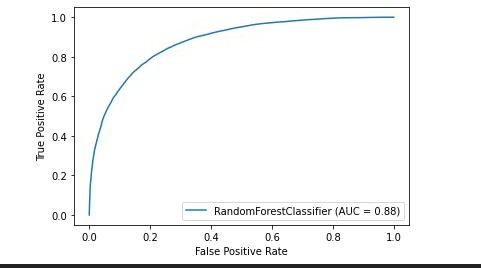 1.0
0.8
0.6
0.4
0.2
0.0
True Positive Rate
RandomForestClassifier (AUC = 0.88)
0.0 0.2 0.4 0.6 0.8 1.0
False Positive Rate